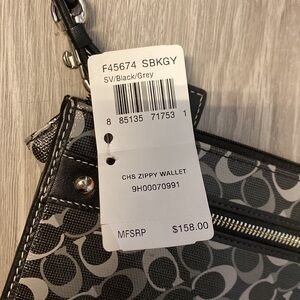 F45674 SBKGY
SV/Black/Grey
8 85135 71753 1
CHS ZIPPY WALLET
9H00070991
MFSRP $158.00